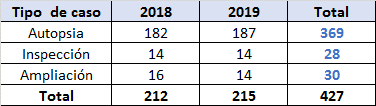 Tipo de caso 2018 2019 Total
Autopsia 182 187 369
Inspección 14 14 28
Ampliación 16 14 30
Total 212 215 427